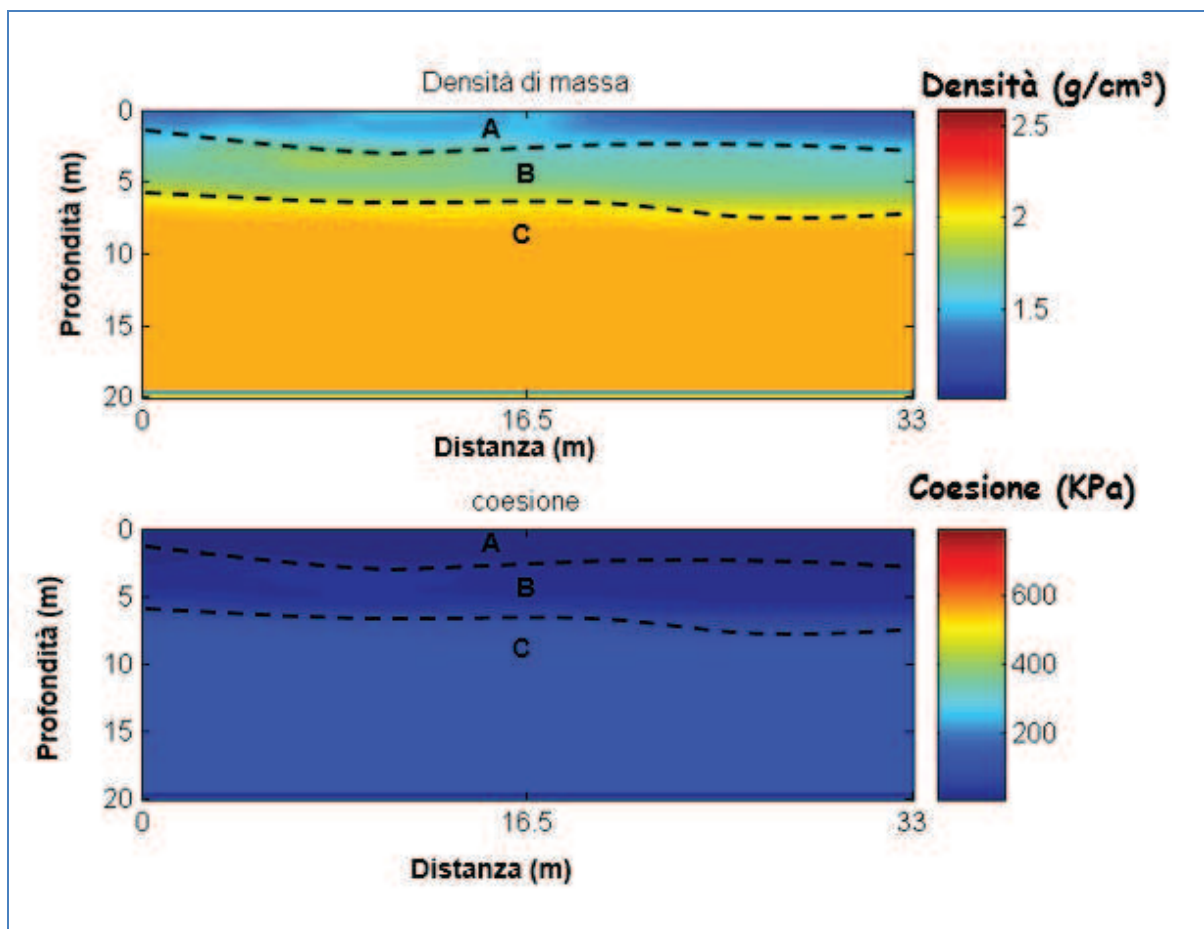 Densità di massa
Densità (g/cm³)
0
5
10
15
20
Profondità (m)
A
B
C
0 16.5 33
Distanza (m)
2.5
2
1.5
coesione
Coesione (KPa)
0
5
10
15
20
Profondità (m)
A
B
C
0 16.5 33
Distanza (m)
600
400
200